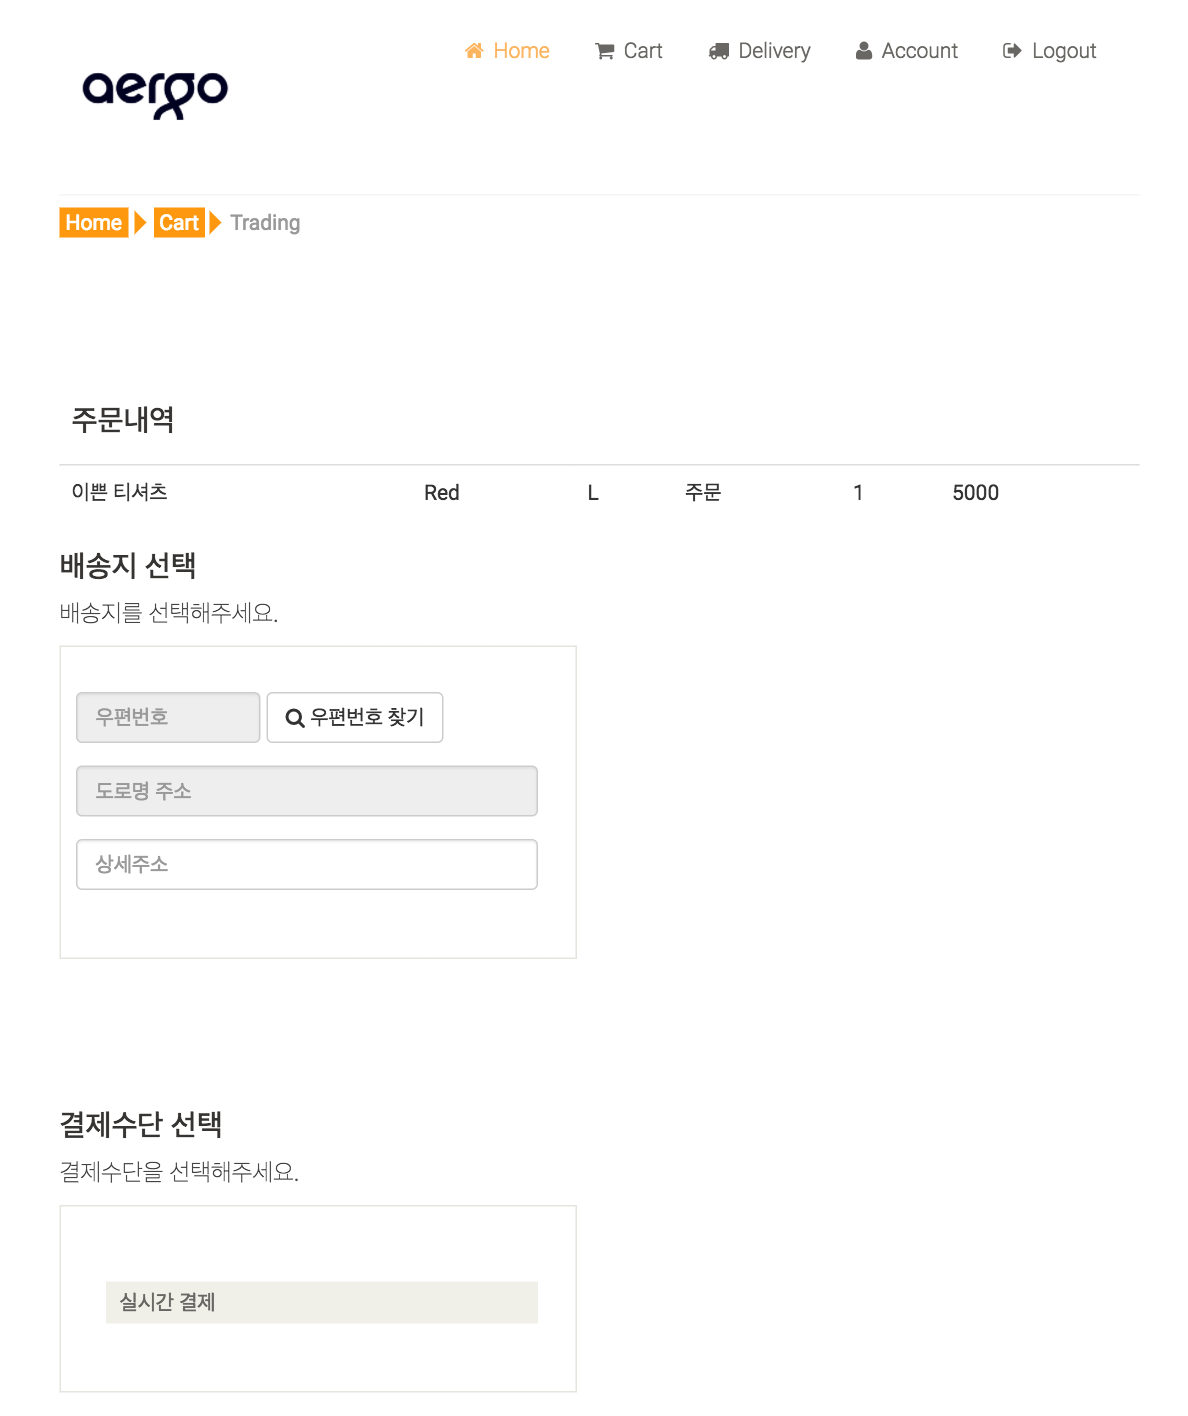 Home Cart Delivery Account Logout
aergo
Home Cart Trading
주문내역
이쁜 티셔츠 Red L 주문 1 5000
배송지 선택
배송지를 선택해주세요.
우편번호 우편번호 찾기
도로명 주소
상세주소
결제수단 선택
결제수단을 선택해주세요.
실시간 결제